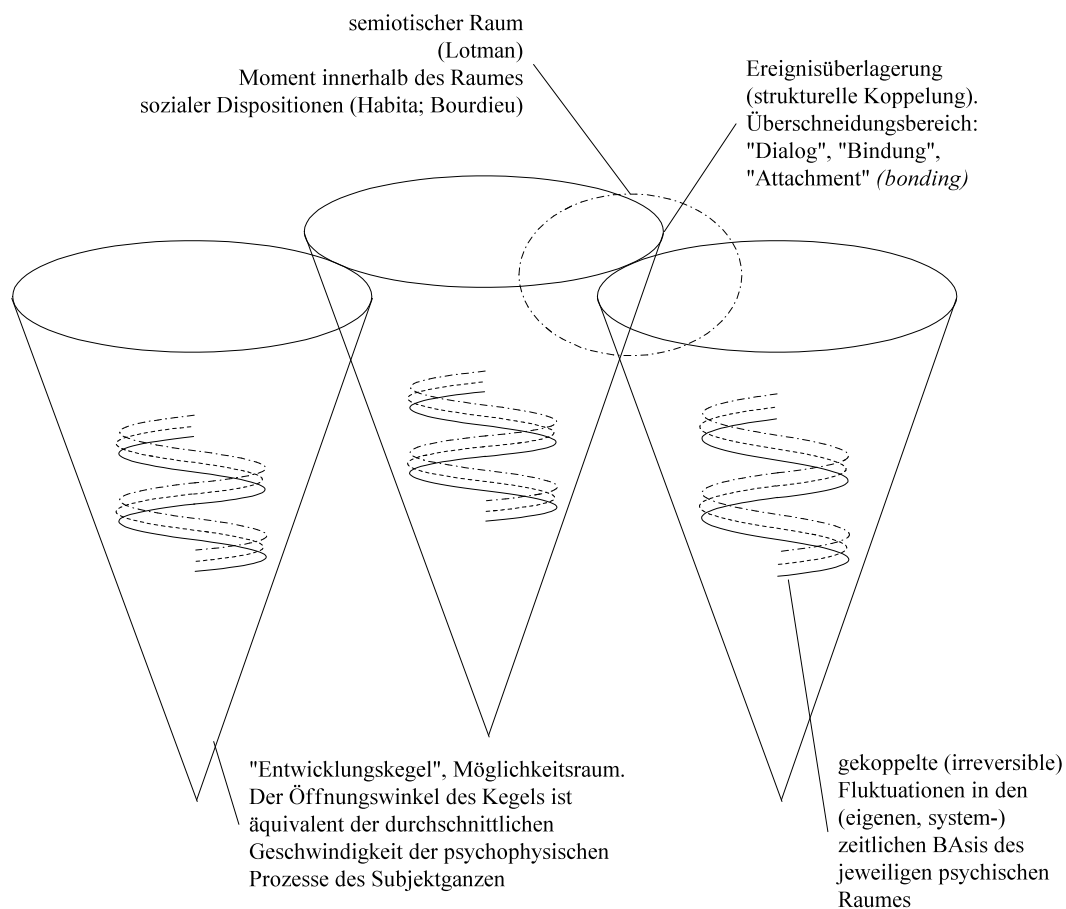 semiotischer Raum
(Lotman)
Moment innerhalb des Raumes
sozialer Dispositionen (Habita; Bourdieu)
Ereignisüberlagerung
(strukturelle Koppelung).
Überschneidungsbereich:
"Dialog", "Bindung",
"Attachment" (bonding)
"Entwicklungskegel", Möglichkeitsraum.
Der Öffnungswinkel des Kegels ist
äquivalent der durchschnittlichen
Geschwindigkeit der psychophysischen
Prozesse des Subjektganzen
gekoppelte (irreversible)
Fluktuationen in den
(eigenen, system-)
zeitlichen BAsis des
jeweiligen psychischen
Raumes